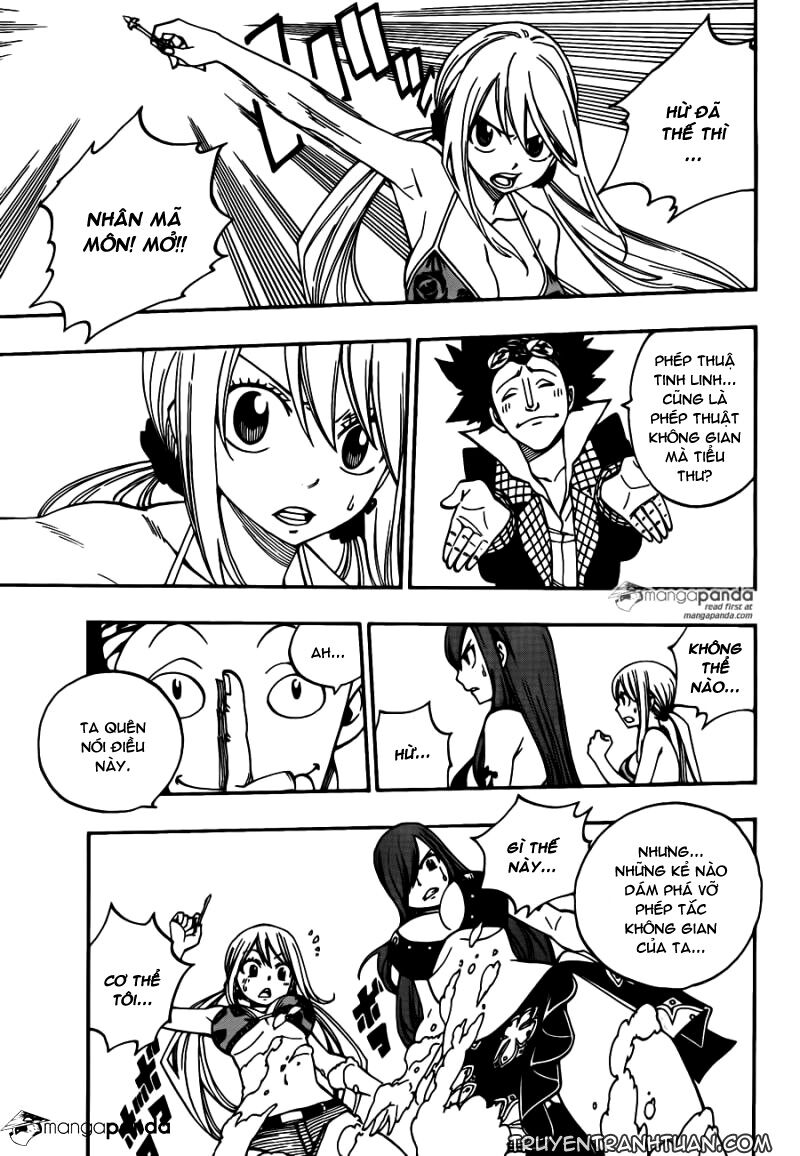 HỪ ĐÃ
THẾ THÌ
...
NHÂN MÃ
MÔN! MỞ!!
PHÉP THUẬ
TINH LINH...
CŨNG LÀ
PHÉP THUẬT
KHÔNG GIAN
MÀ TIỂU
THƯ?
mangapanda
read first at
mangapanda.com
KHÔNG
THỂ
NÀO...
HỪ...
AH...
TA QUÊN
NÓI ĐIỀU
NÀY.
NHƯNG...
NHỮNG KẺ NÀO
DÁM PHÁ VỠ
PHÉP TẮC
KHÔNG GIAN
CỦA TA...
GÌ THẾ
NÀY...
CƠ THỂ
TÔI...
mangapanda
TRUYENTRANHTUAN.COM